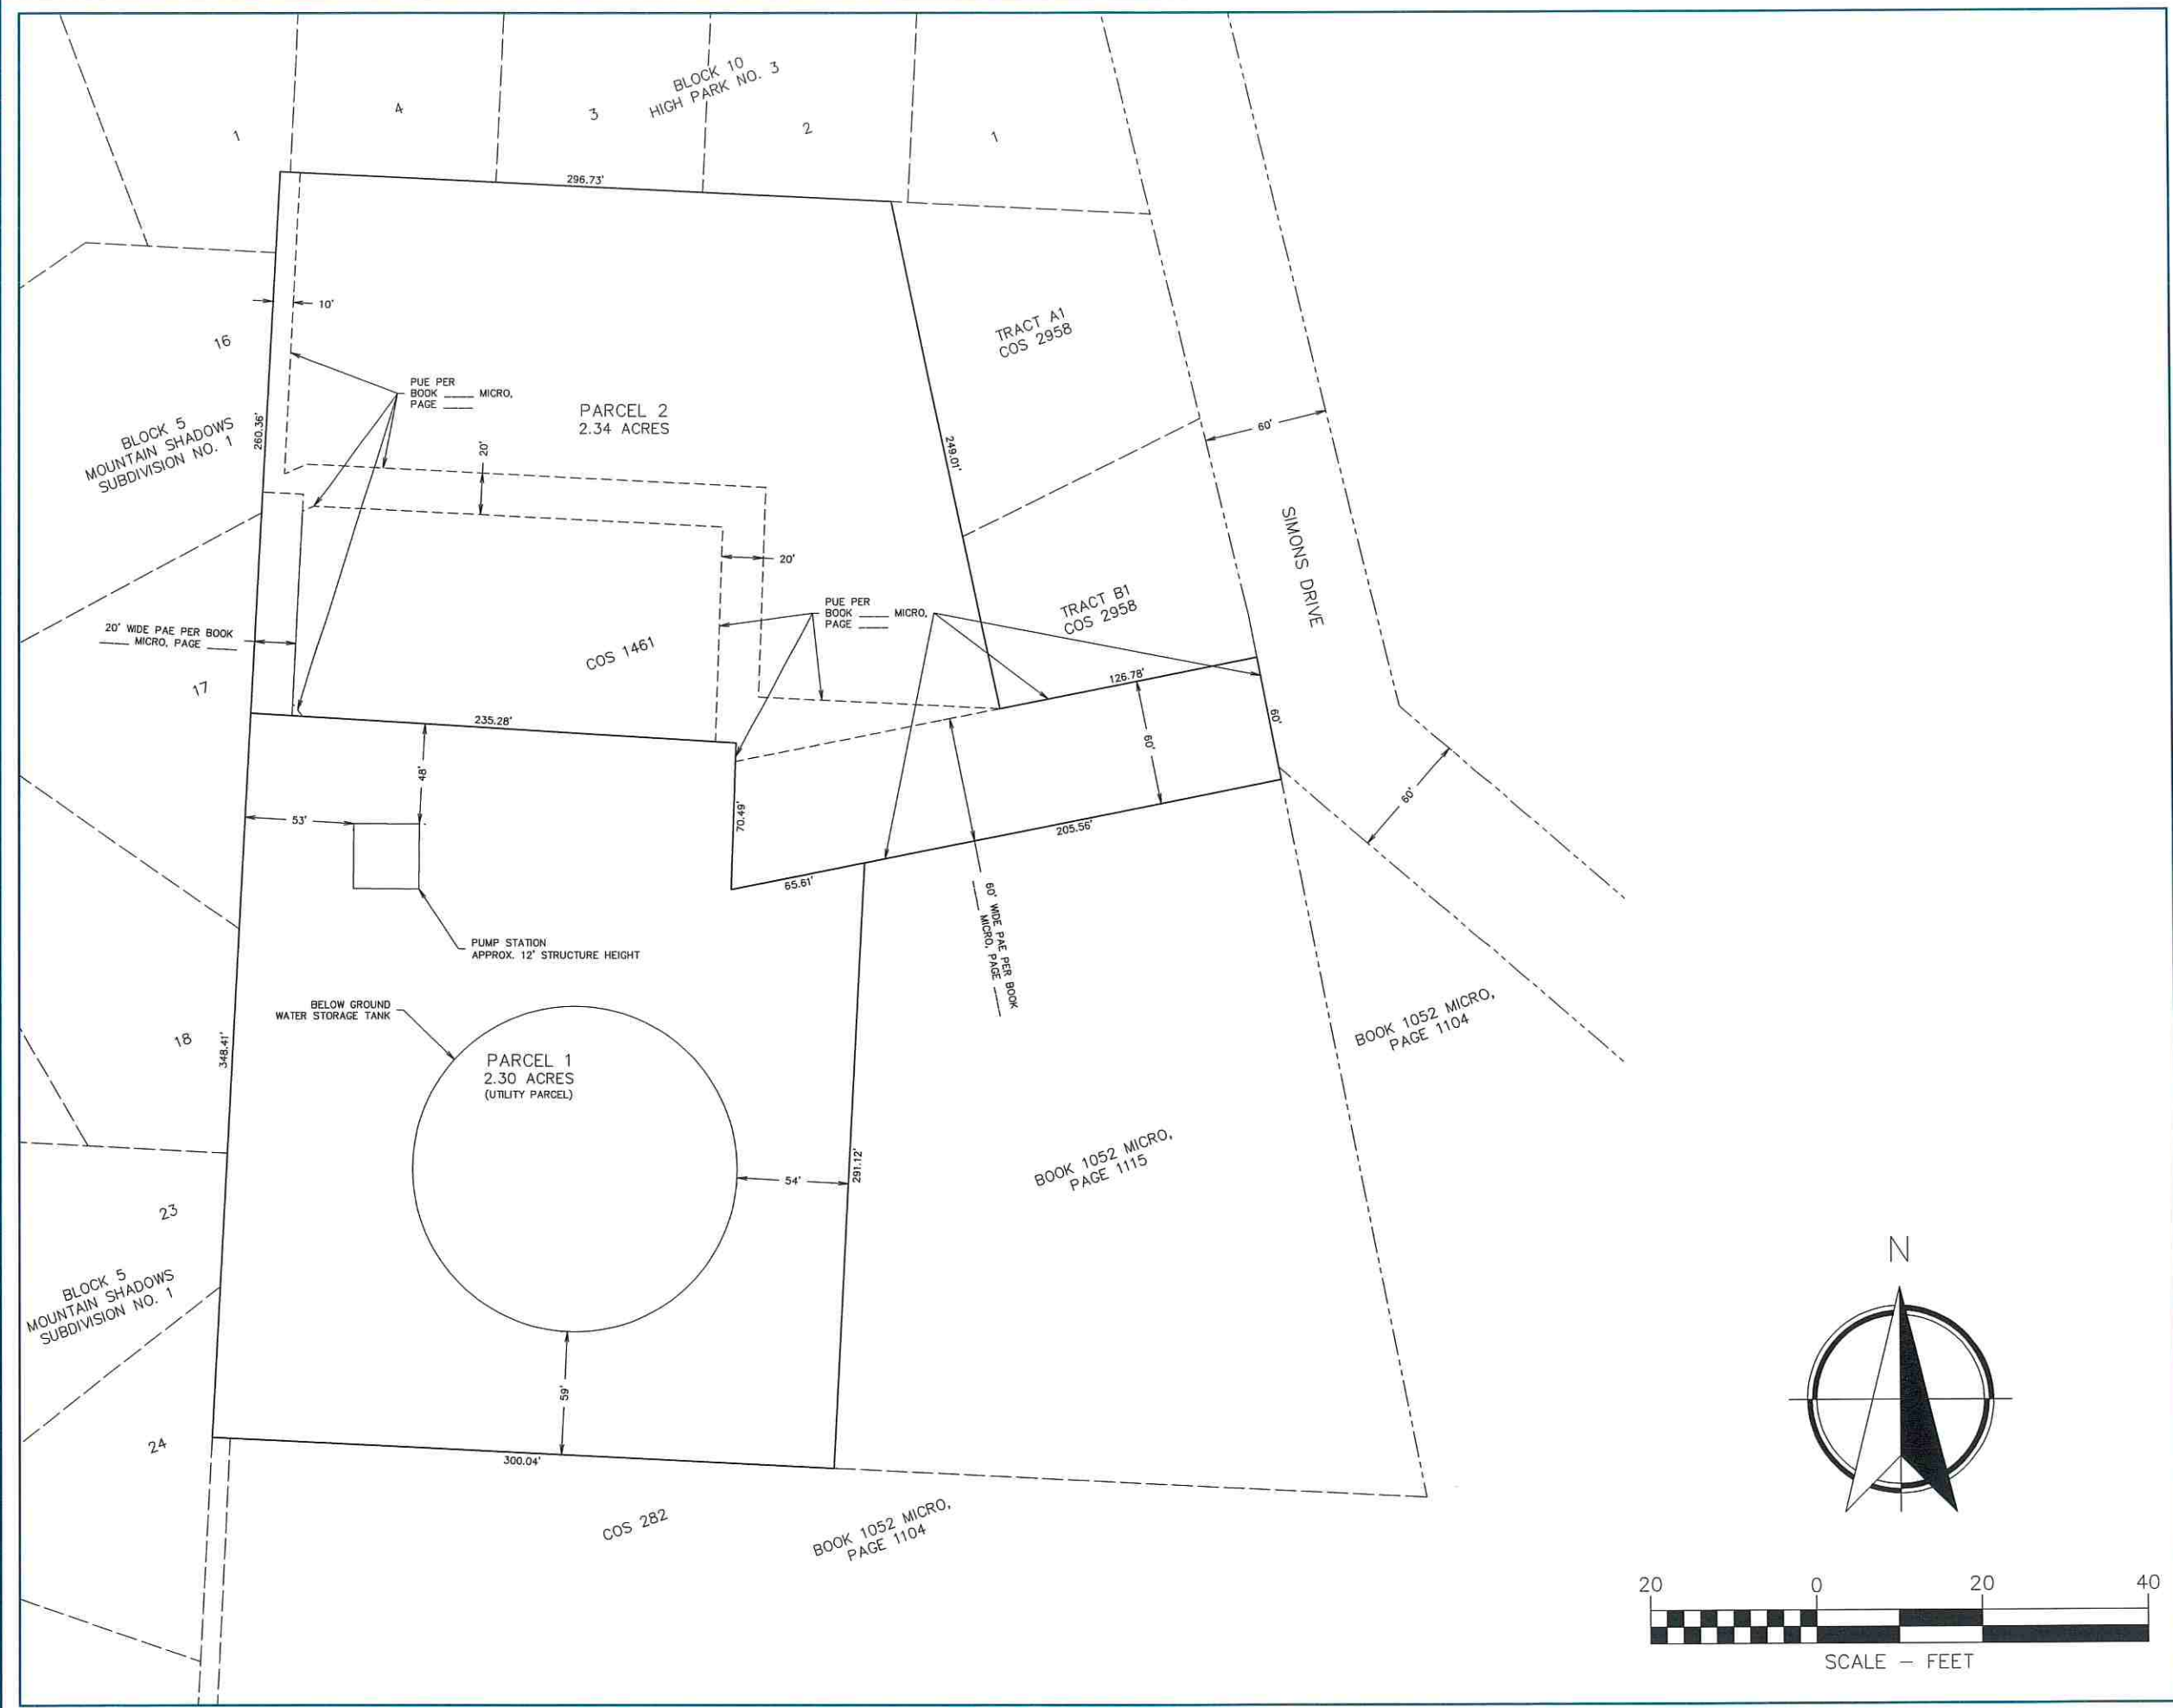 BLOCK 10
HIGH PARK NO. 3
1
4
3
2
1
296.73'
10'
16
TRACT A1
COS 2958
PUE PER
BOOK ____ MICRO,
PAGE ____
PARCEL 2
2.34 ACRES
60'
BLOCK 5
MOUNTAIN SHADOWS
SUBDIVISION NO. 1
260.36'
20'
249.01'
20'
SIMONS DRIVE
TRACT B1
COS 2958
PUE PER
BOOK ____ MICRO,
PAGE ____
20' WIDE PAE PER BOOK
____ MICRO, PAGE ____
COS 1461
17
126.78'
235.28'
60'
60'
48'
53'
70.49'
60'
205.56'
65.61'
60' WIDE PAE PER BOOK
____ MICRO, PAGE ____
PUMP STATION
APPROX. 12' STRUCTURE HEIGHT
BELOW GROUND
WATER STORAGE TANK
BOOK 1052 MICRO,
PAGE 1104
18
348.41'
PARCEL 1
2.30 ACRES
(UTILITY PARCEL)
BOOK 1052 MICRO,
PAGE 1115
54'
291.12'
23
BLOCK 5
MOUNTAIN SHADOWS
SUBDIVISION NO. 1
N
59'
24
300.04'
COS 282
BOOK 1052 MICRO,
PAGE 1104
20 0 20 40
SCALE – FEET